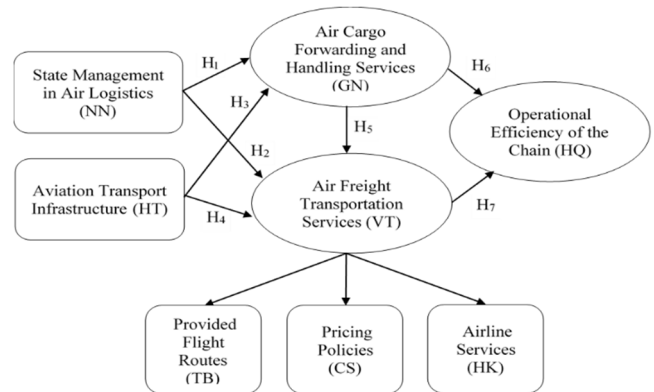 Air Cargo
Forwarding and
Handling Services
(GN)
State Management
in Air Logistics
(NN)
H1
H6
H3
Operational
Efficiency of the
Chain (HQ)
H5
H2
Aviation Transport
Infrastructure (HT)
Air Freight
Transportation
Services (VT)
H4
H7
Provided
Flight
Routes
(TB)
Pricing
Policies
(CS)
Airline
Services
(HK)